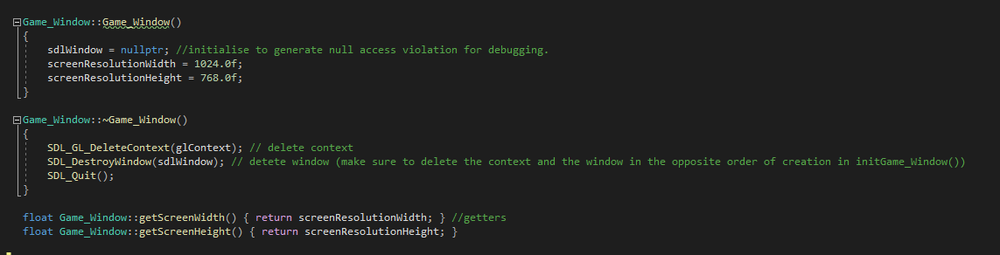 Game_Window::Game_Window()
{
sdlWindow = nullptr; //initialise to generate null access violation for debugging.
screenResolutionWidth = 1024.0f;
screenResolutionHeight = 768.0f;
}
Game_Window::~Game_Window()
{
SDL_GL_DeleteContext(glContext); // delete context
SDL_DestroyWindow(sdlWindow); // detete window (make sure to delete the context and the window in the opposite order of creation in initGame_Window())
SDL_Quit();
}
float Game_Window::getScreenWidth() { return screenResolutionWidth; } //getters
float Game_Window::getScreenHeight() { return screenResolutionHeight; }